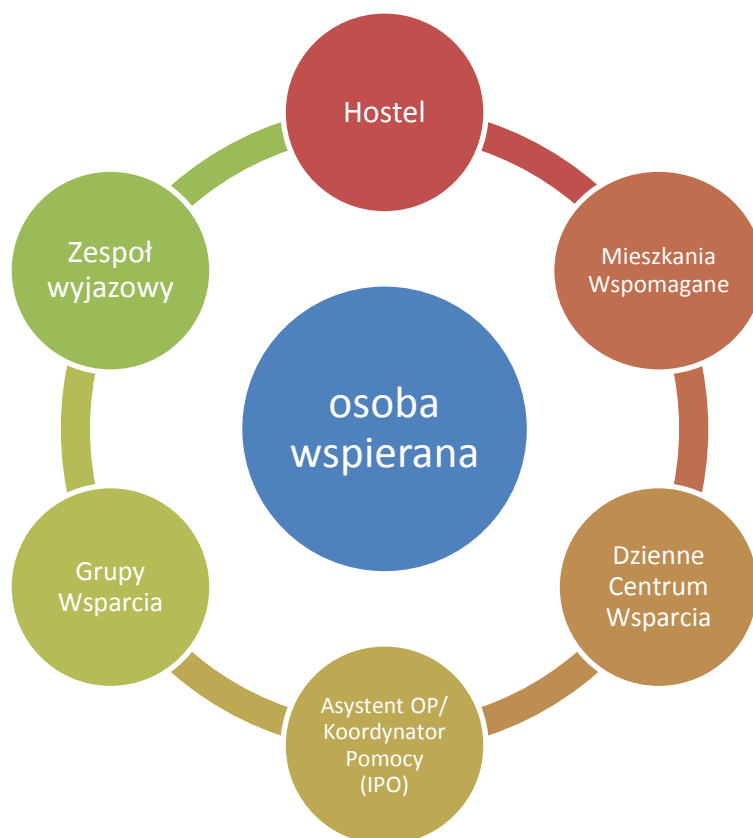 Hostel
Mieszkania
Wspomagane
Dzienne
Centrum
Wsparcia
Asystent OP/
Koordynator
Pomocy
(IPO)
Grupy
Wsparcia
Zespoł
wyjazowy
osoba
wspierana